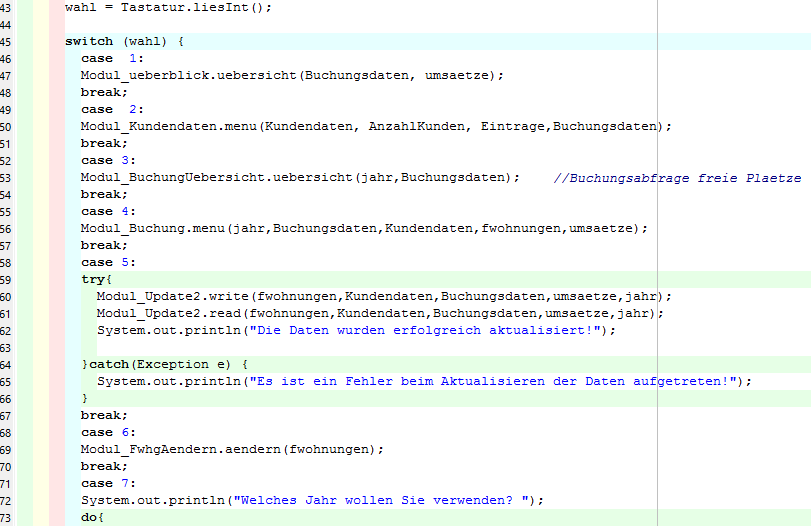 43 wahl = Tastatur.liesInt();
44
45 switch (wahl) {
46 case 1:
47 Modul_ueberblick.uebersicht(Buchungsdaten, umsaetze);
48 break;
49 case 2:
50 Modul_Kundendaten.menu(Kundendaten, AnzahlKunden, Eintrage,Buchungsdaten);
51 break;
52 case 3:
53 Modul_BuchungUebersicht.uebersicht(jahr,Buchungsdaten); //Buchungsabfrage freie Plaetze
54 break;
55 case 4:
56 Modul_Buchung.menu(jahr,Buchungsdaten,Kundendaten,fwohnungen,umsaetze);
57 break;
58 case 5:
59 try{
60 Modul_Update2.write(fwohnungen,Kundendaten,Buchungsdaten,umsaetze,jahr);
61 Modul_Update2.read(fwohnungen,Kundendaten,Buchungsdaten,umsaetze,jahr);
62 System.out.println("Die Daten wurden erfolgreich aktualisiert!");
63
64 }catch(Exception e) {
65 System.out.println("Es ist ein Fehler beim Aktualisieren der Daten aufgetreten!");
66 }
67 break;
68 case 6:
69 Modul_FwhgAendern.aendern(fwohnungen);
70 break;
71 case 7:
72 System.out.println("Welches Jahr wollen Sie verwenden? ");
73 do{